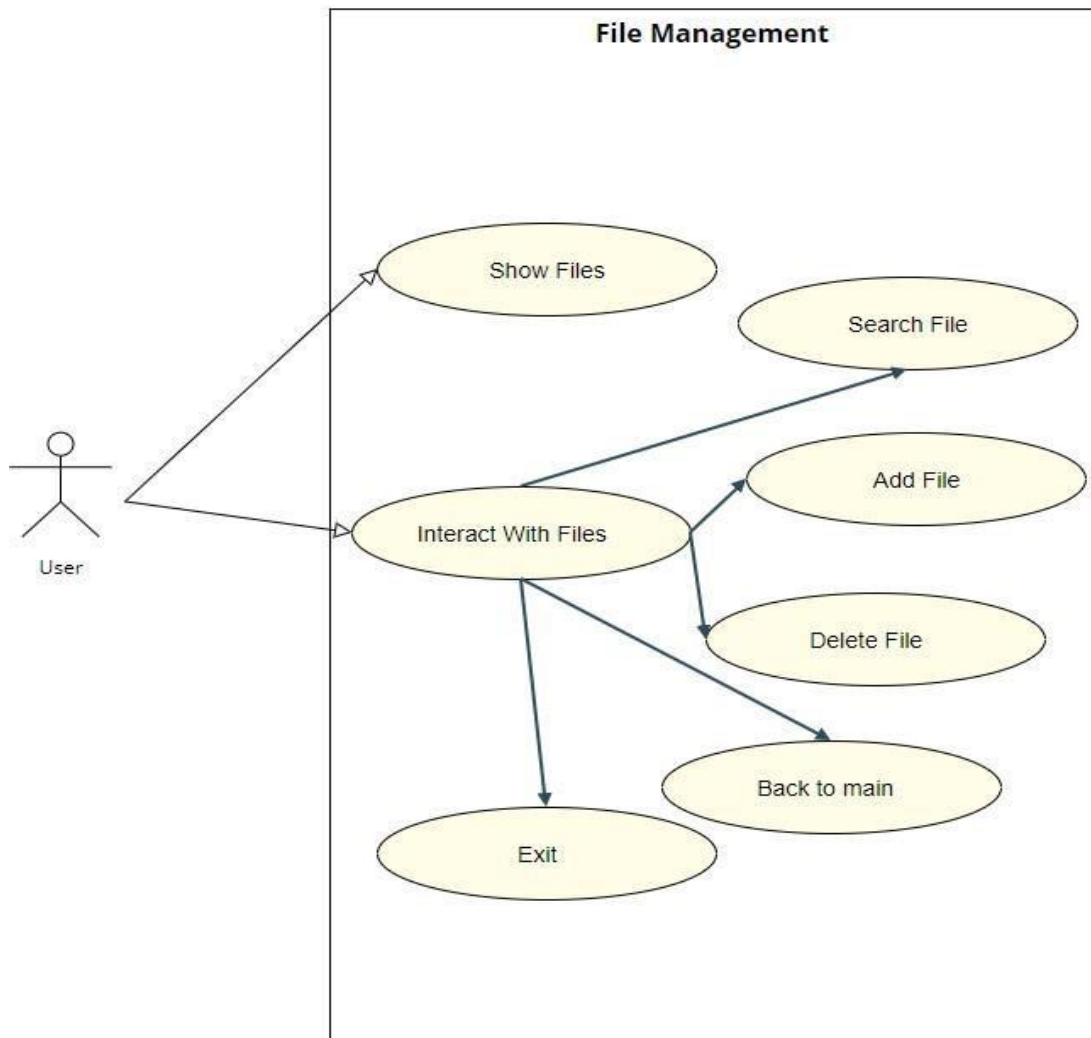 File Management
Show Files
Search File
Add File
Interact With Files
User
Delete File
Back to main
Exit